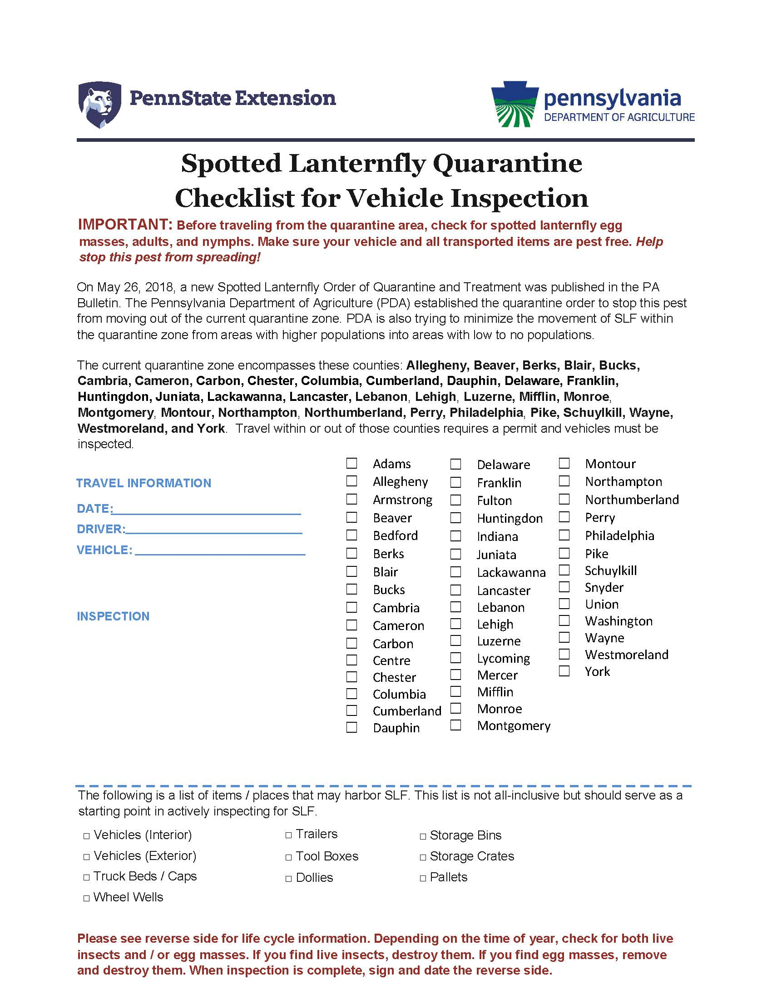 PennState Extension
pennsylvania
DEPARTMENT OF AGRICULTURE
Spotted Lanternfly Quarantine
Checklist for Vehicle Inspection
IMPORTANT: Before traveling from the quarantine area, check for spotted lanternfly egg
masses, adults, and nymphs. Make sure your vehicle and all transported items are pest free. Help
stop this pest from spreading!
On May 26, 2018, a new Spotted Lanternfly Order of Quarantine and Treatment was published in the PA
Bulletin. The Pennsylvania Department of Agriculture (PDA) established the quarantine order to stop this pest
from moving out of the current quarantine zone. PDA is also trying to minimize the movement of SLF within
the quarantine zone from areas with higher populations into areas with low to no populations.
The current quarantine zone encompasses these counties: Allegheny, Beaver, Berks, Blair, Bucks,
Cambria, Cameron, Carbon, Chester, Columbia, Cumberland, Dauphin, Delaware, Franklin,
Huntingdon, Juniata, Lackawanna, Lancaster, Lebanon, Lehigh, Luzerne, Mifflin, Monroe,
Montgomery, Montour, Northampton, Northumberland, Perry, Philadelphia, Pike, Schuylkill, Wayne,
Westmoreland, and York. Travel within or out of those counties requires a permit and vehicles must be
inspected.
TRAVEL INFORMATION
DATE:
DRIVER:
VEHICLE:
INSPECTION
Adams
Allegheny
Armstrong
Beaver
Bedford
Berks
Blair
Bucks
Cambria
Cameron
Carbon
Centre
Chester
Columbia
Cumberland
Dauphin
Delaware
Franklin
Fulton
Huntingdon
Indiana
Juniata
Lackawanna
Lancaster
Lebanon
Lehigh
Luzerne
Lycoming
Mercer
Mifflin
Monroe
Montgomery
Montour
Northampton
Northumberland
Perry
Philadelphia
Pike
Schuylkill
Snyder
Union
Washington
Wayne
Westmoreland
York
The following is a list of items / places that may harbor SLF. This list is not all-inclusive but should serve as a
starting point in actively inspecting for SLF.
Vehicles (Interior)
Vehicles (Exterior)
Truck Beds / Caps
Wheel Wells
Trailers
Tool Boxes
Dollies
Storage Bins
Storage Crates
Pallets
Please see reverse side for life cycle information. Depending on the time of year, check for both live
insects and / or egg masses. If you find live insects, destroy them. If you find egg masses, remove
and destroy them. When inspection is complete, sign and date the reverse side.